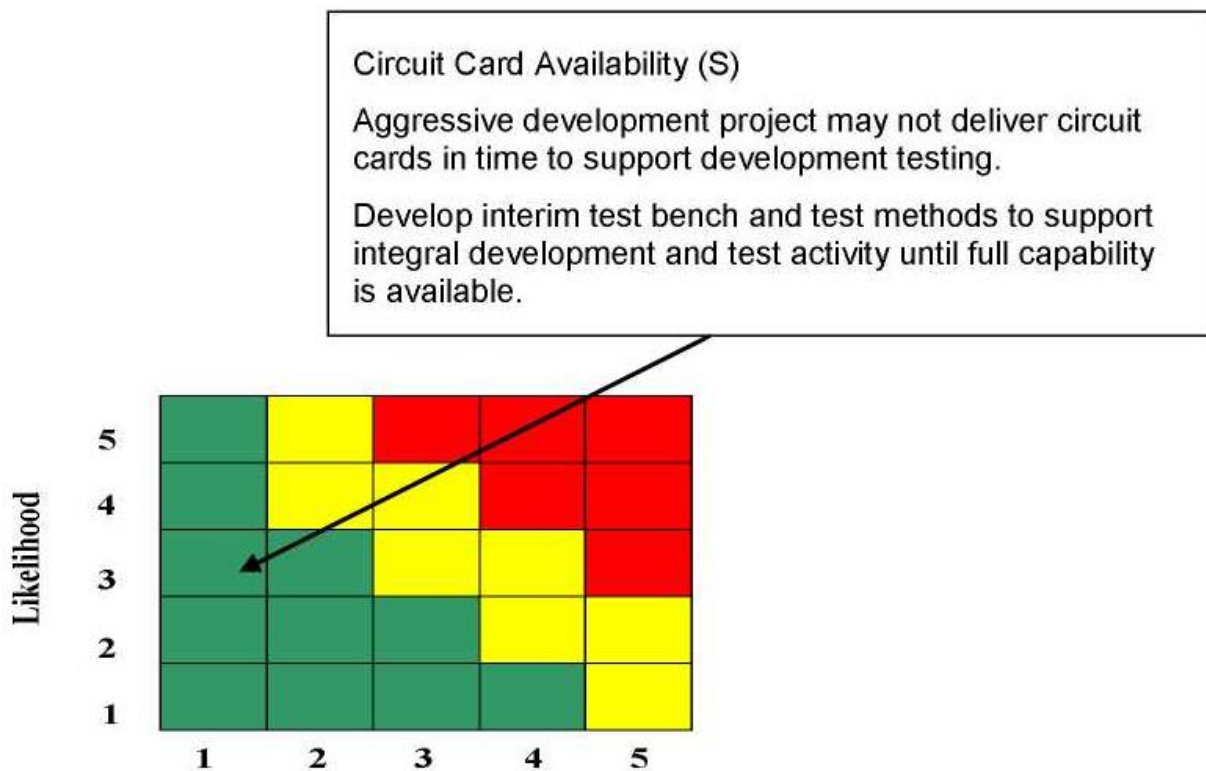 Circuit Card Availability (S)
Aggressive development project may not deliver circuit
cards in time to support development testing.
Develop interim test bench and test methods to support
integral development and test activity until full capability
is available.
5
4
3
2
1
Likelihood
1 2 3 4 5